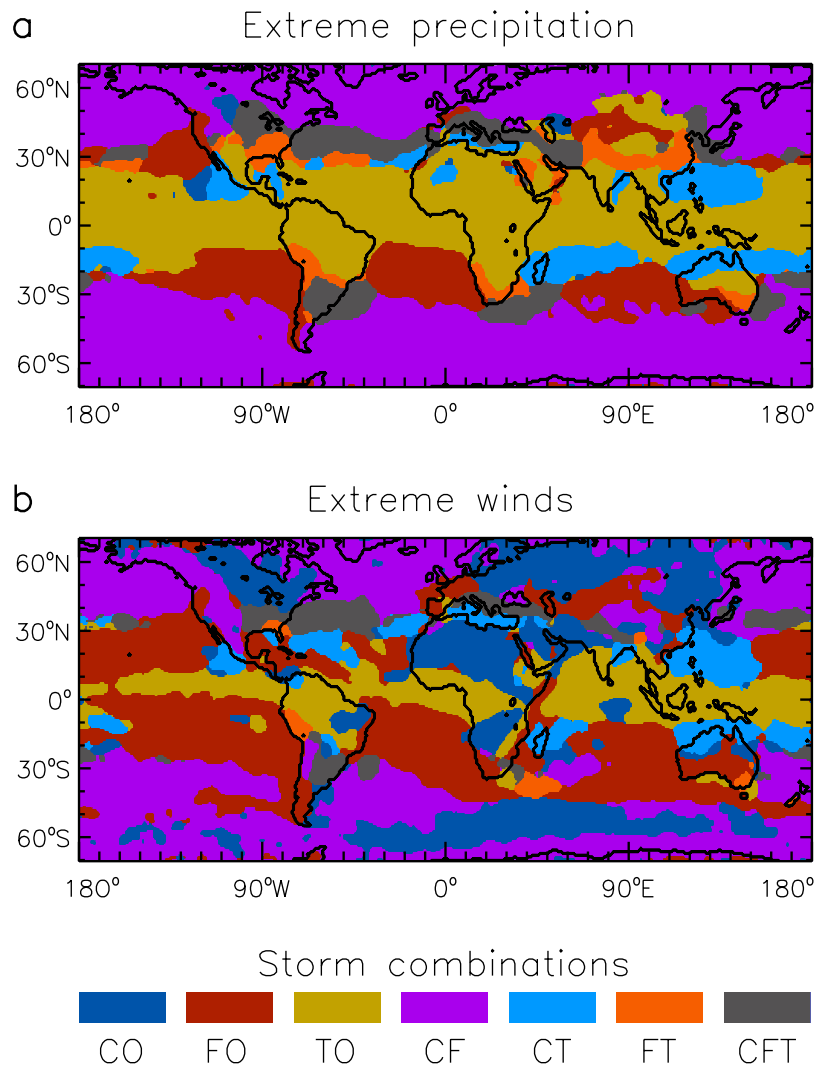 a
Extreme precipitation
60°N
30°N
0°
30°S
60°S
180° 90°W 0° 90°E 180°
b
Extreme winds
60°N
30°N
0°
30°S
60°S
180° 90°W 0° 90°E 180°
Storm combinations
CO FO TO CF CT FT CFT